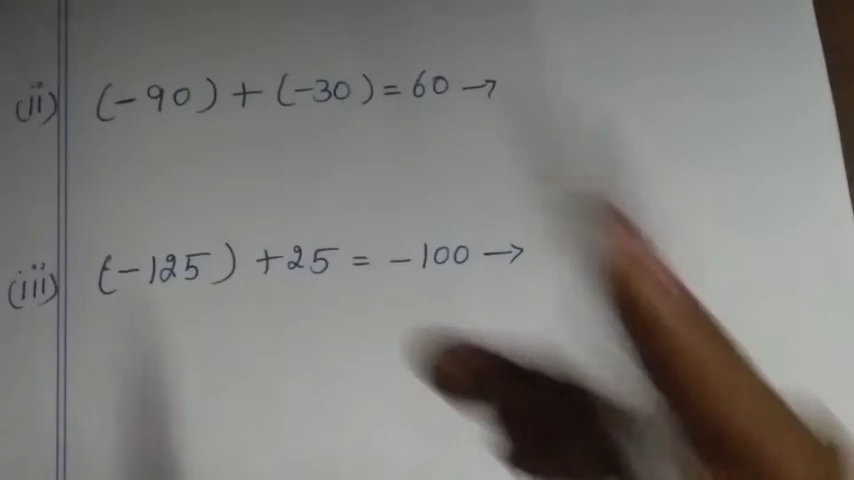 (ii) (-90) + (-30) = 60 →
(iii) (-125) + 25 = -100 →